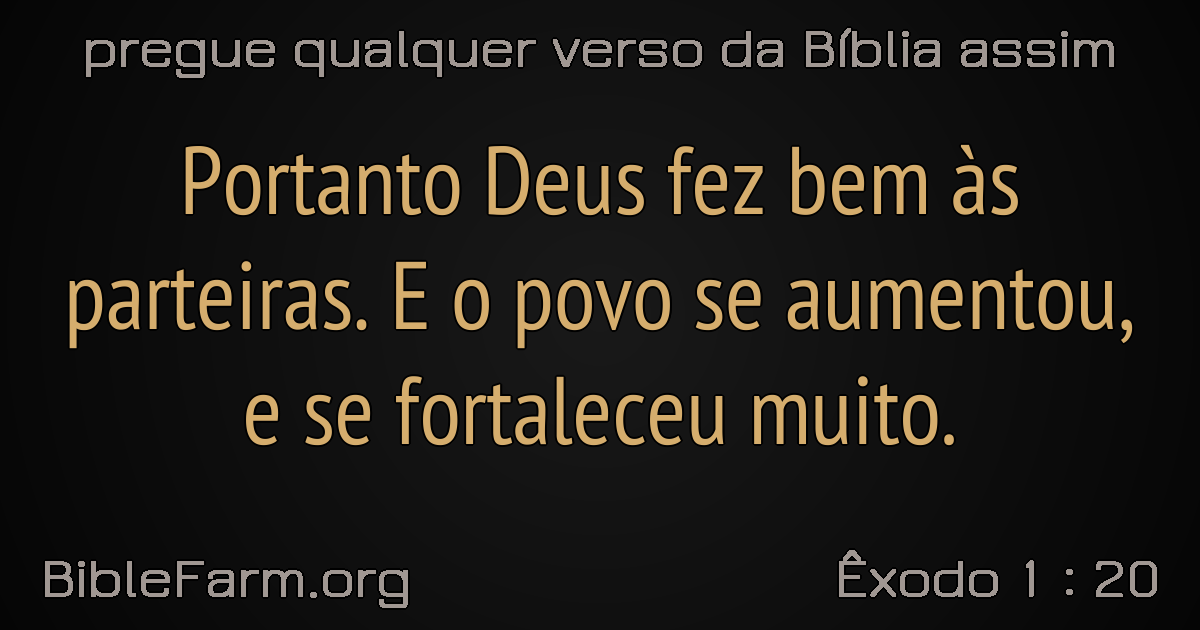 pregue qualquer verso da Bíblia assim
Portanto Deus fez bem às
parteiras. E o povo se aumentou,
e se fortaleceu muito.
BibleFarm.org
Êxodo 1 : 20